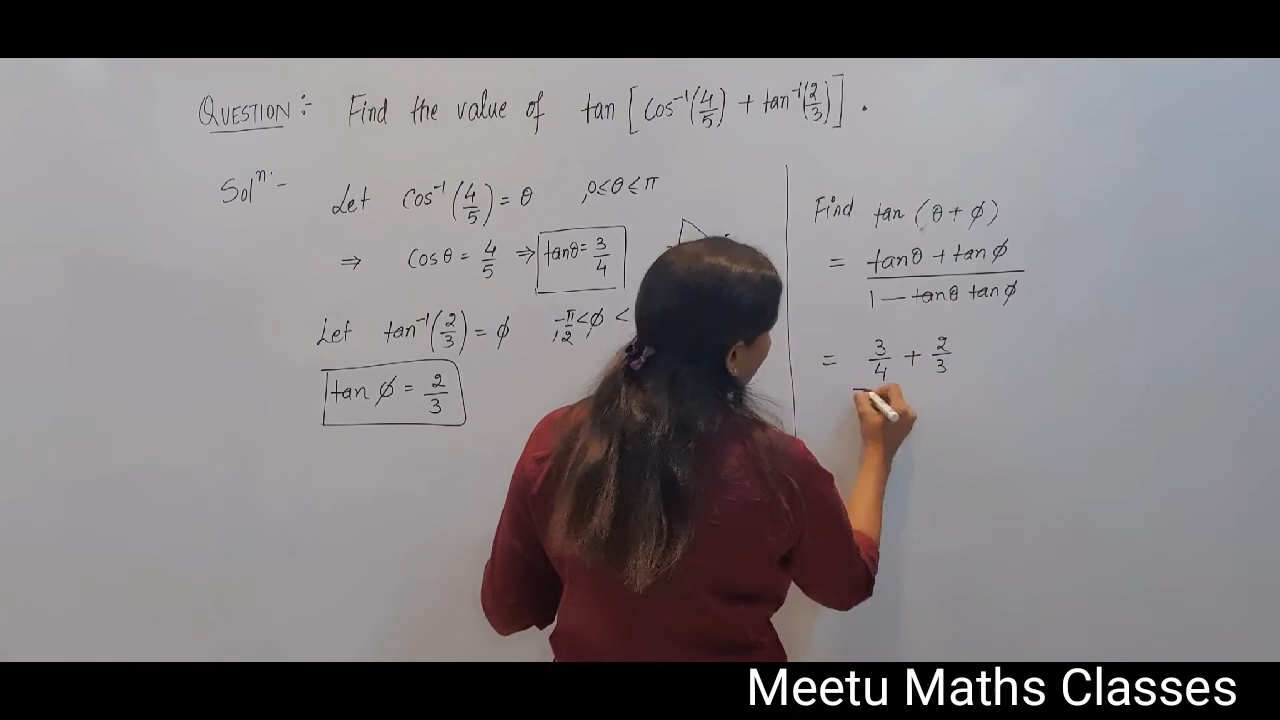 QUESTION :- Find the value of tan [cos⁻¹(4/5) + tan⁻¹(2/3)] .
Solⁿ· -
Let cos⁻¹(4/5) = θ , 0≤θ≤π
⇒ cosθ = 4/5 ⇒ tanθ = 3/4
Let tan⁻¹(2/3) = ϕ , -π/2 < ϕ <
tan ϕ = 2/3
Find tan (θ + ϕ)
= tanθ + tanϕ / 1 - tanθ tanϕ
= 3/4 + 2/3
Meetu Maths Classes